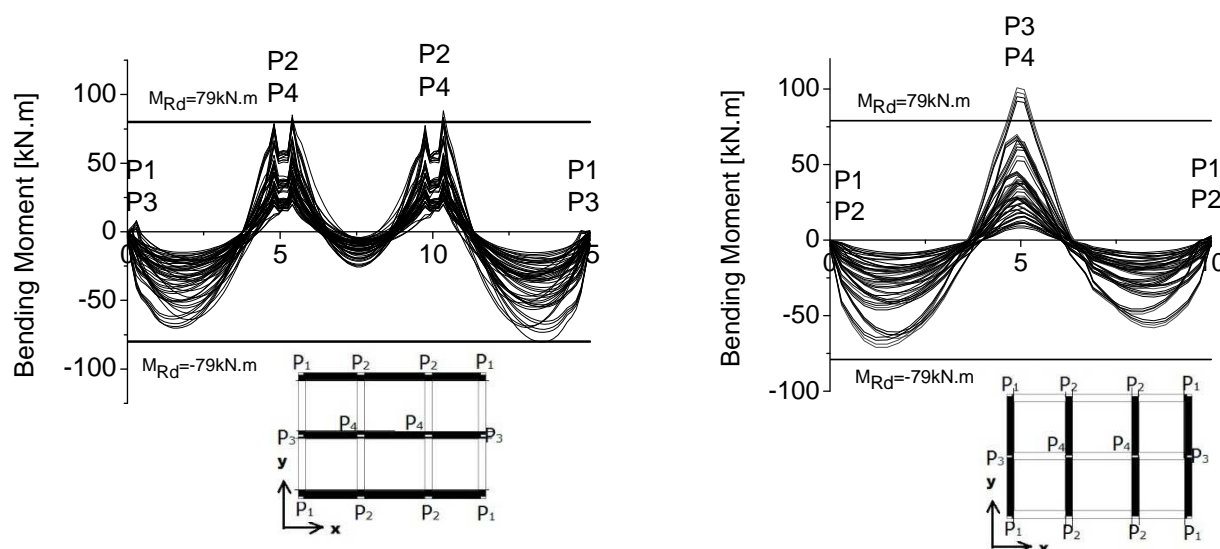 P2
P4
P2
P4
100
50
0
-50
-100
Bending Moment [kN.m]
M_Rd=79kN.m
P1
P3
P1
P3
0
5
10
5
M_Rd=-79kN.m
P1 P2 P2 P1
P3 P4 P4 P3
y
P1 P2 P2 P1
x
P3
P4
100
50
0
-50
-100
Bending Moment [kN.m]
M_Rd=79kN.m
P1
P2
P1
P2
0
5
10
M_Rd=-79kN.m
P1 P2 P2 P1
P3 P4 P4 P3
y
P1 P2 P2 P1
x